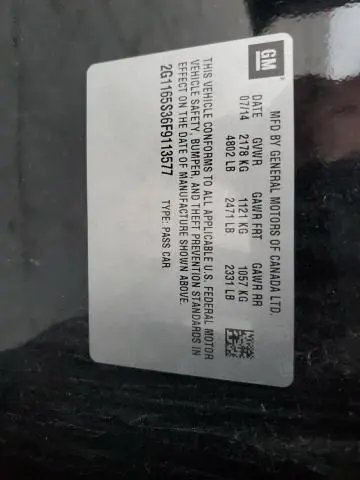 GM
MFD BY GENERAL MOTORS OF CANADA LTD.
DATE GVWR GAWR FRT GAWR RR
07/14 2178 KG 1121 KG 1057 KG
4802 LB 2471 LB 2331 LB
THIS VEHICLE CONFORMS TO ALL APPLICABLE U.S. FEDERAL MOTOR
VEHICLE SAFETY, BUMPER, AND THEFT PREVENTION STANDARDS IN
EFFECT ON THE DATE OF MANUFACTURE SHOWN ABOVE.
2G1165S36F9113577 TYPE: PASS CAR